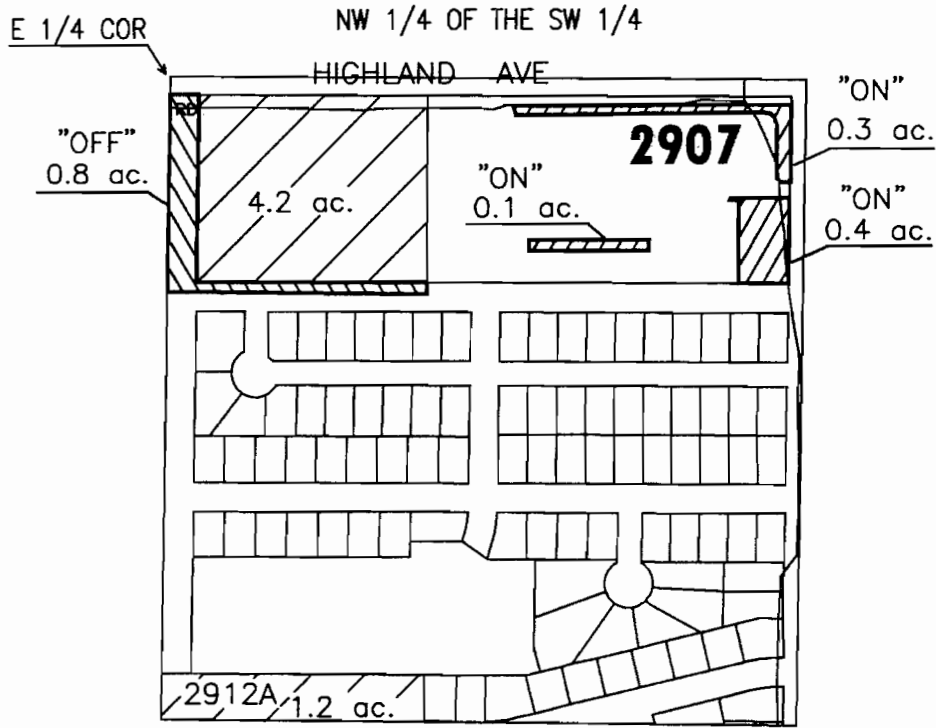 NW 1/4 OF THE SW 1/4
E 1/4 COR
HIGHLAND AVE
"ON"
0.3 ac.
RD
2907
"OFF"
0.8 ac.
"ON"
0.1 ac.
4.2 ac.
"ON"
0.4 ac.
2912A
1.2 ac.